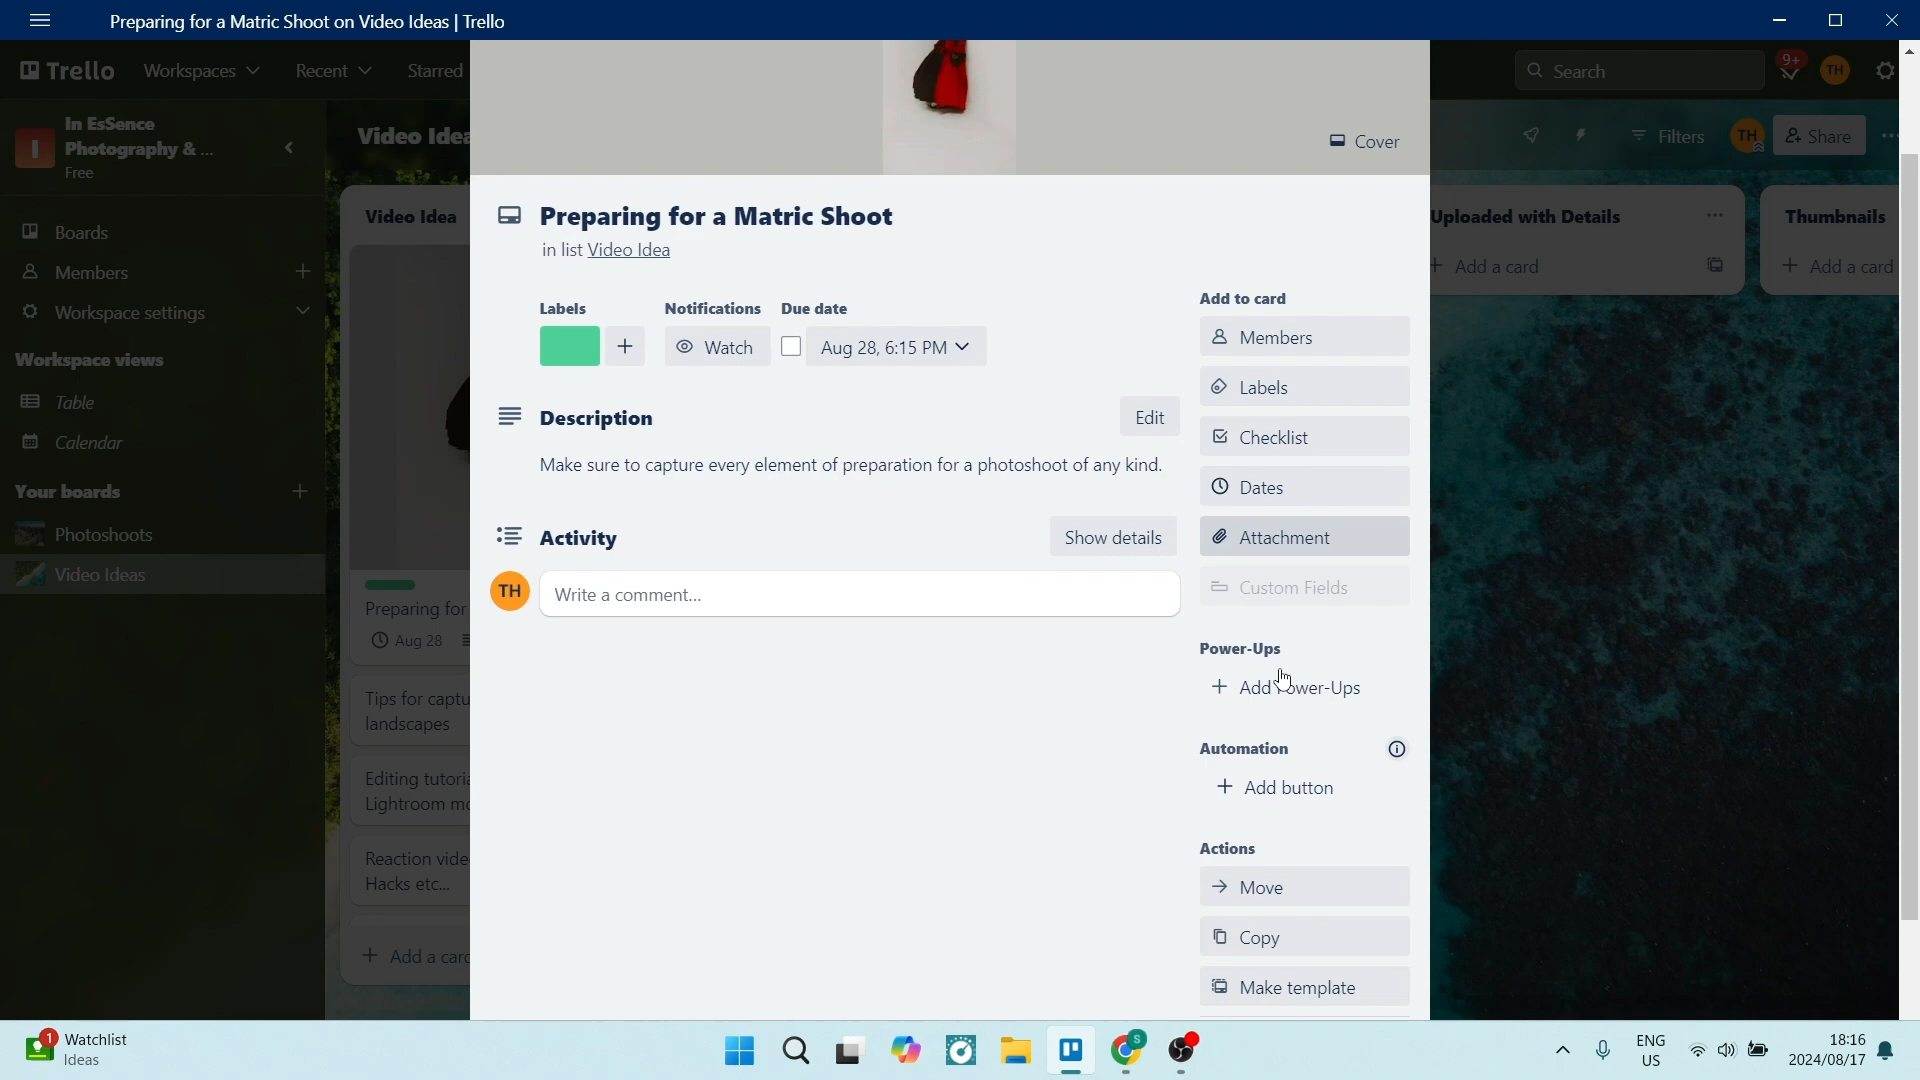 Preparing for a Matric Shoot on Video Ideas | Trello
Trello
Workspaces
Recent
Starred
Search
9+
TH
I
In EsSence
Photography & ...
Free
Video Idea
Filters
TH
Share
Boards
Members
Workspace settings
Workspace views
Table
Calendar
Your boards
Photoshoots
Video Ideas
Video Idea
Preparing for
Aug 28
Tips for captu
landscapes
Editing tutoria
Lightroom mo
Reaction vide
Hacks etc...
Add a card
Cover
Preparing for a Matric Shoot
in list Video Idea
Labels
Notifications
Due date
Watch
Aug 28, 6:15 PM
Description
Edit
Make sure to capture every element of preparation for a photoshoot of any kind.
Activity
Show details
TH
Write a comment...
Add to card
Members
Labels
Checklist
Dates
Attachment
Custom Fields
Power-Ups
Add Power-Ups
Automation
Add button
Actions
Move
Copy
Make template
Uploaded with Details
Add a card
Thumbnails
Add a card
1
Watchlist
Ideas
S
ENG
US
18:16
2024/08/17